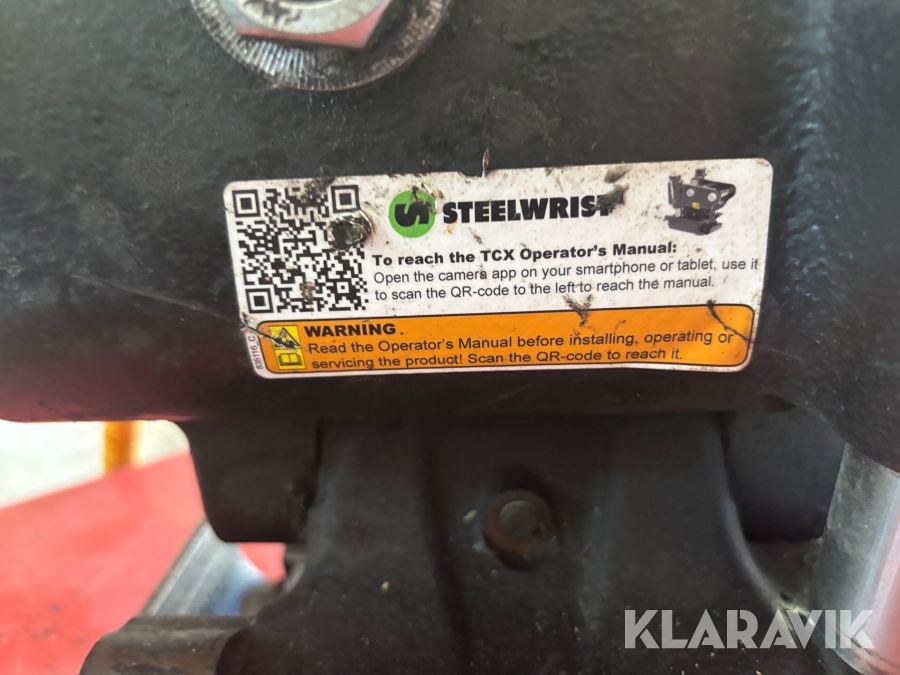 STEELWRIST
To reach the TCX Operator's Manual:
Open the camera app on your smartphone or tablet, use it
to scan the QR-code to the left to reach the manual.
WARNING
Read the Operator's Manual before installing, operating or
servicing the product! Scan the QR-code to reach it.
835116_C
KLARAVIK